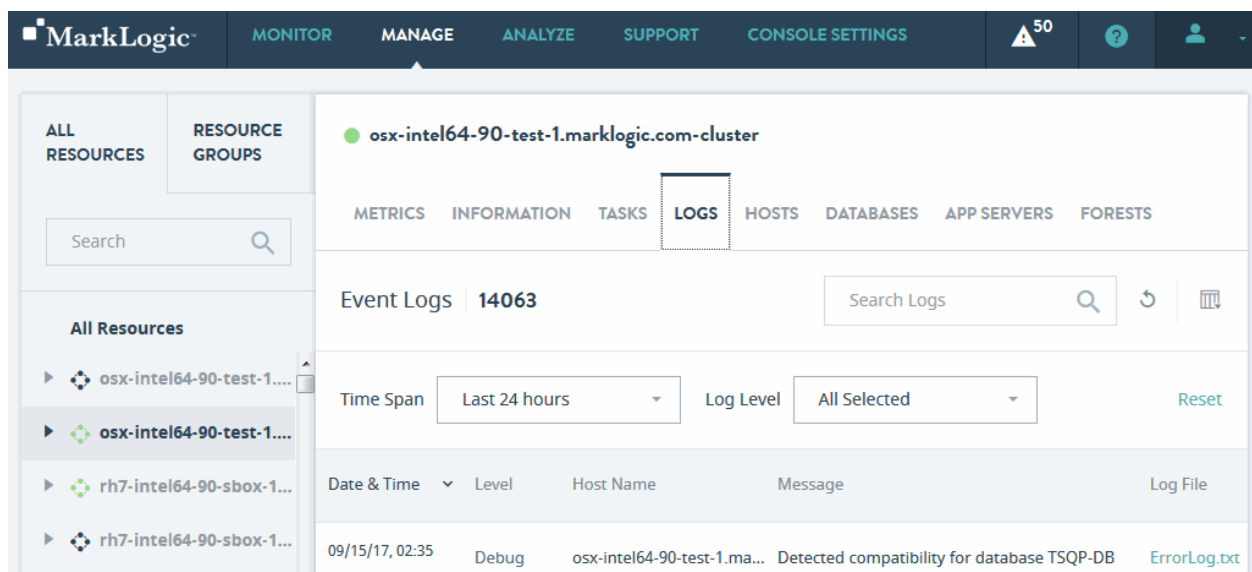 MarkLogic™ MONITOR MANAGE ANALYZE SUPPORT CONSOLE SETTINGS 50 ?
ALL RESOURCES
RESOURCE GROUPS
Search
All Resources
osx-intel64-90-test-1....
osx-intel64-90-test-1....
rh7-intel64-90-sbox-1...
rh7-intel64-90-sbox-1...
osx-intel64-90-test-1.marklogic.com-cluster
METRICS INFORMATION TASKS LOGS HOSTS DATABASES APP SERVERS FORESTS
Event Logs 14063 Search Logs
Time Span Last 24 hours Log Level All Selected Reset
Date & Time Level Host Name Message Log File
09/15/17, 02:35 Debug osx-intel64-90-test-1.ma... Detected compatibility for database TSQP-DB ErrorLog.txt